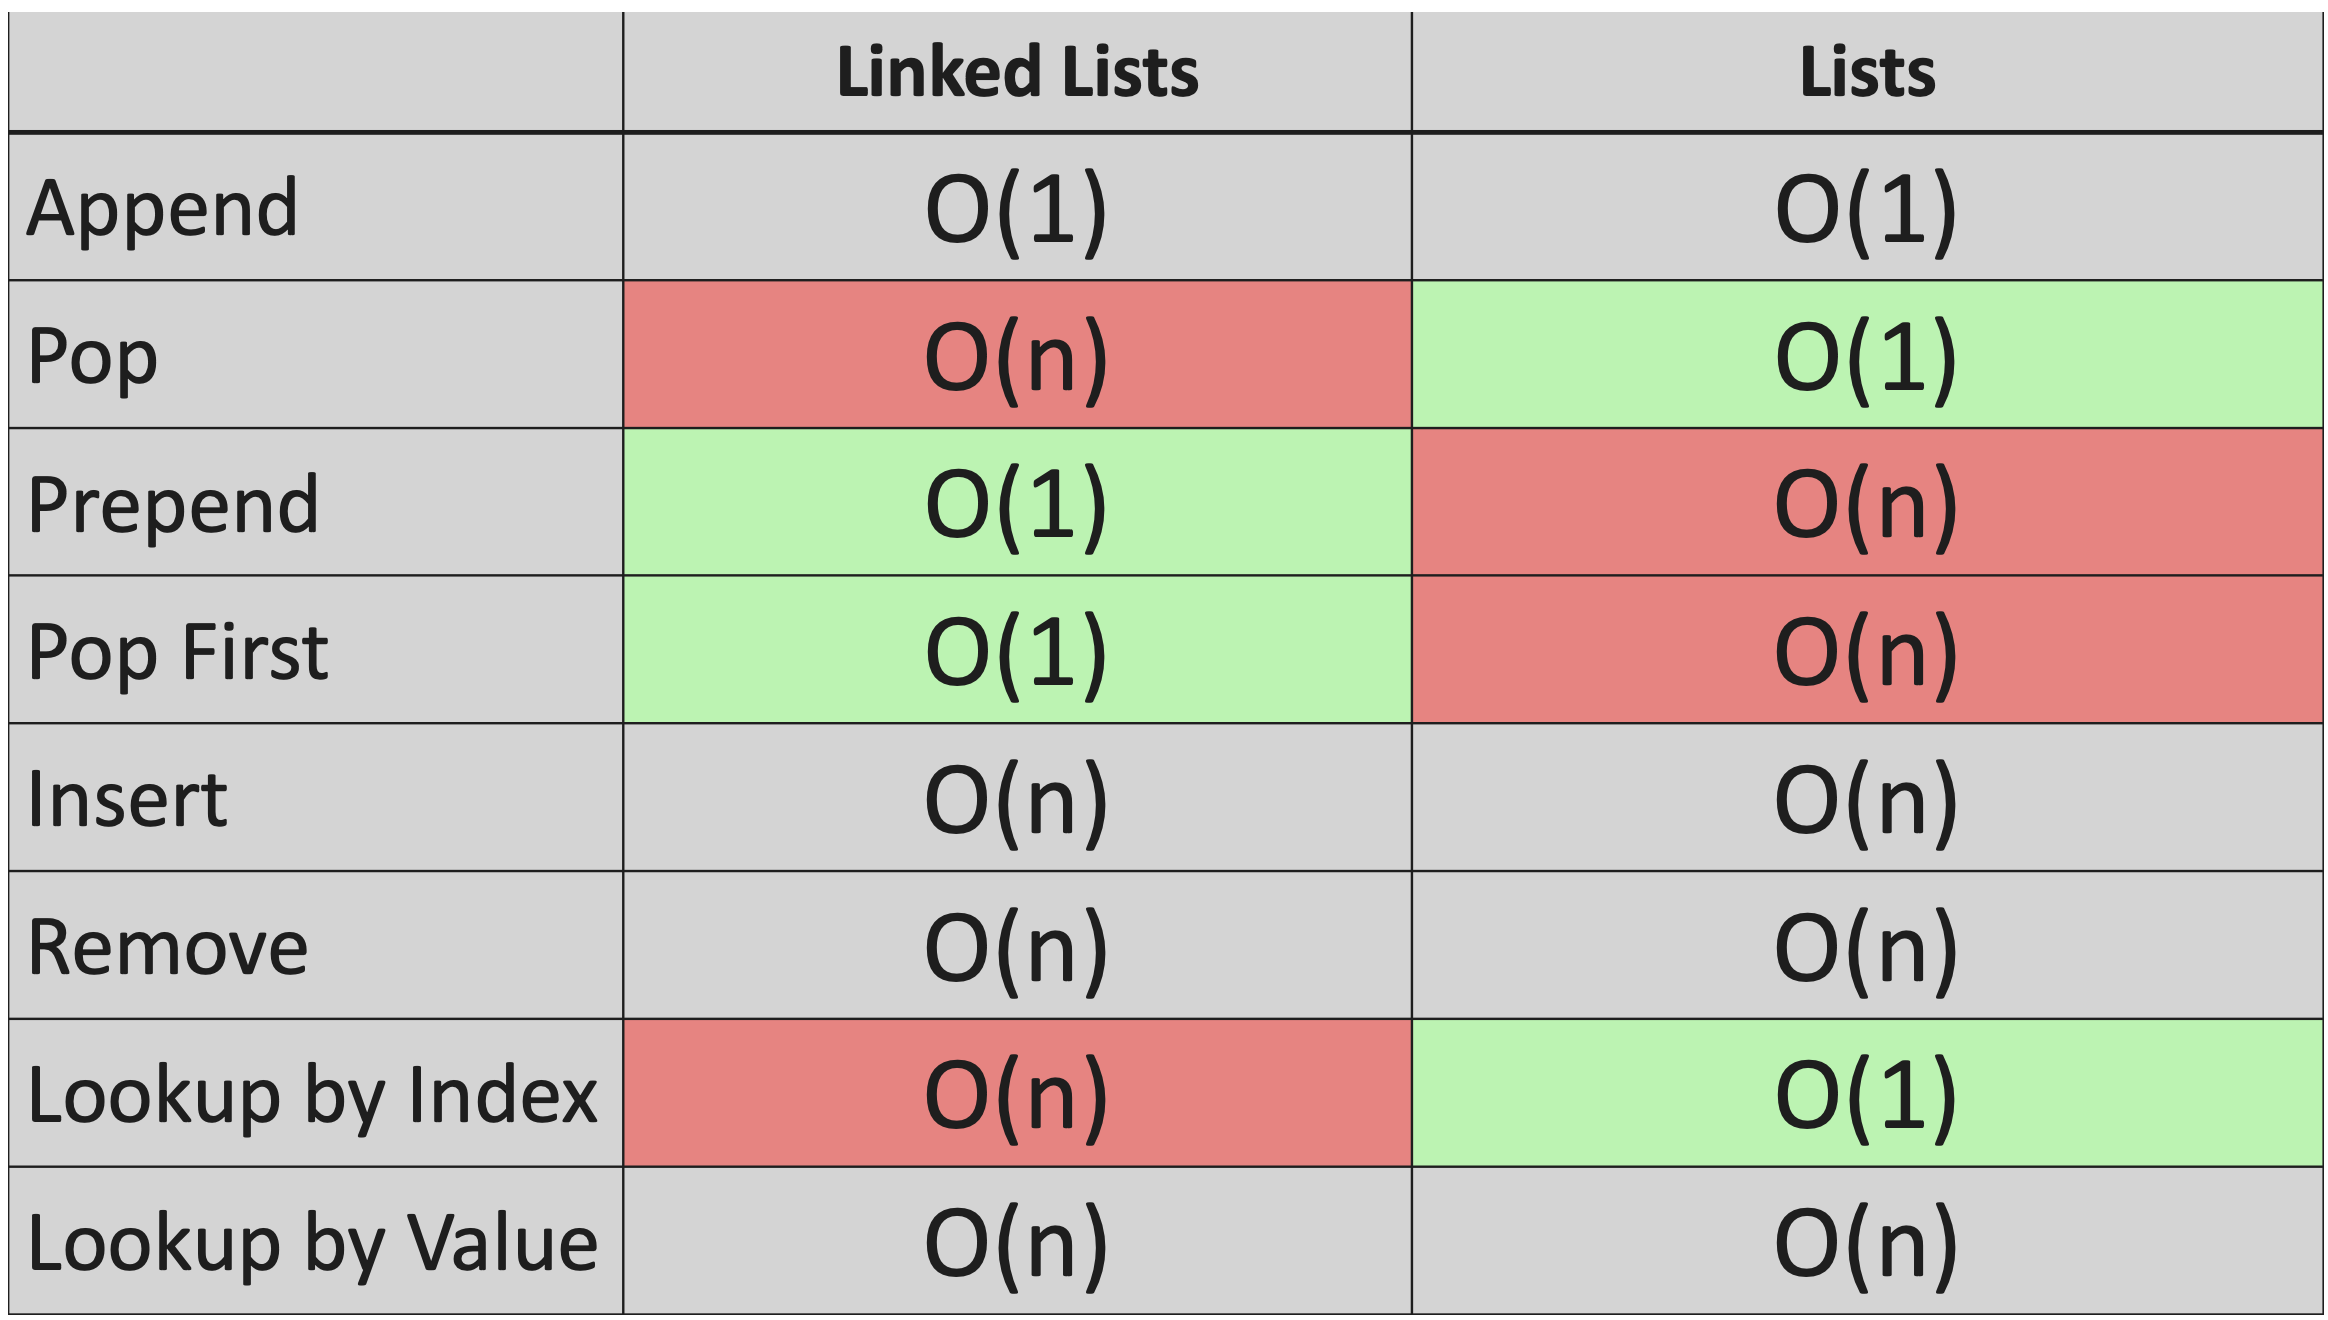 Linked Lists Lists
Append O(1) O(1)
Pop O(n) O(1)
Prepend O(1) O(n)
Pop First O(1) O(n)
Insert O(n) O(n)
Remove O(n) O(n)
Lookup by Index O(n) O(1)
Lookup by Value O(n) O(n)